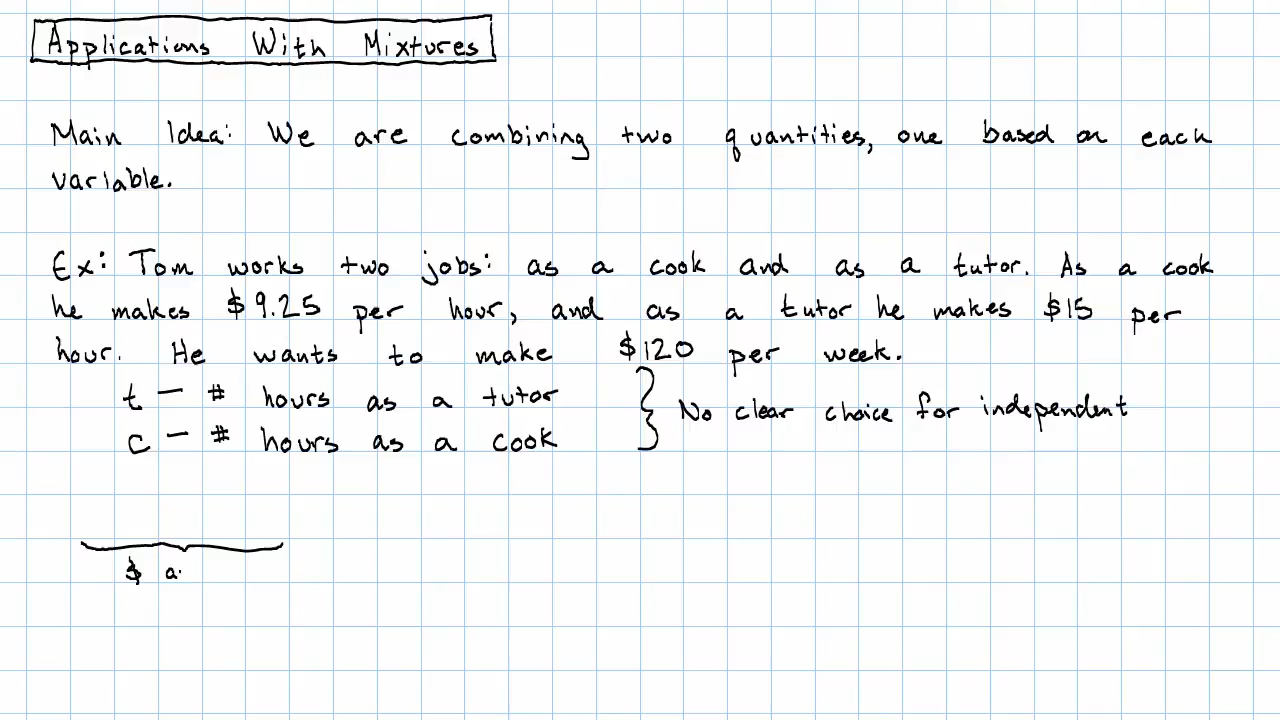 Applications With Mixtures
Main Idea: We are combining two quantities, one based on each
variable.
Ex: Tom works two jobs: as a cook and as a tutor. As a cook
he makes $9.25 per hour, and as a tutor he makes $15 per
hour. He wants to make $120 per week.
t — # hours as a tutor
c — # hours as a cook
No clear choice for independent
$ a